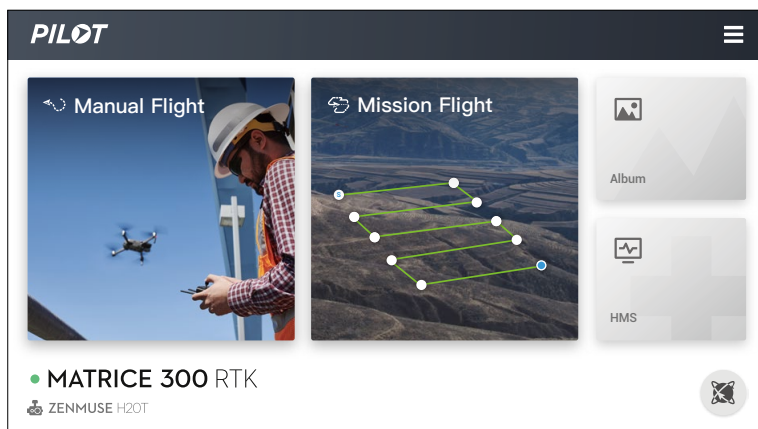 PILOT
Manual Flight
Mission Flight
S
Album
HMS
MATRICE 300 RTK
ZENMUSE H20T